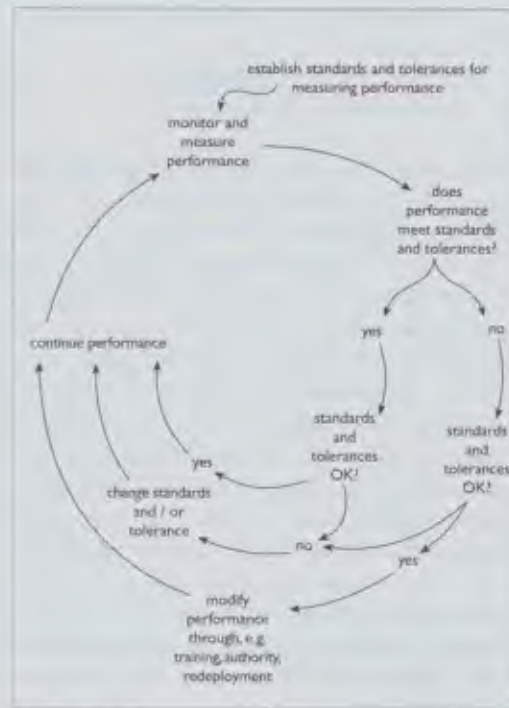 establish standards and tolerances for
measuring performance
monitor and
measure
performance
does
performance
meet standards
and tolerances?
yes
no
continue performance
standards
and
tolerances
OK?
standards
and
tolerances
OK?
yes
change standards
and / or
tolerance
no
yes
modify
performance
through, e.g.
training, authority,
redeployment